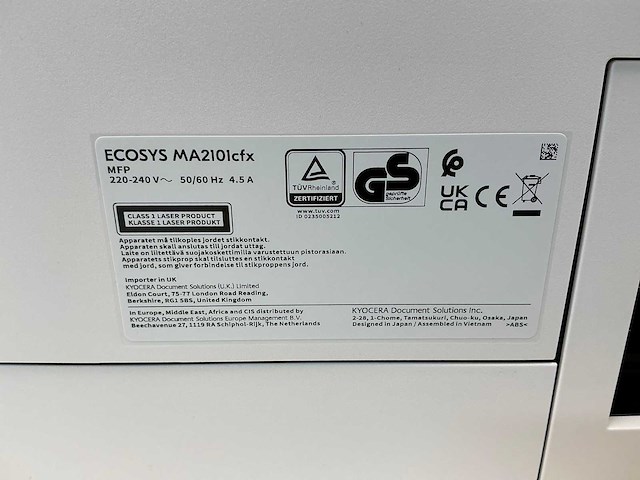 ECOSYS MA2101cfx
MFP
220-240 V～ 50/60 Hz 4.5 A
TÜVRheinland
ZERTIFIZIERT
www.tuv.com
ID 0235005212
GS
geprüfte
Sicherheit
UK
CA
CE
CLASS 1 LASER PRODUCT
KLASSE 1 LASER PRODUKT
Apparatet må tilkoples jordet stikkontakt.
Apparaten skall anslutas till jordat uttag.
Laite on liitettävä suojakoskettimilla varustettuun pistorasiaan.
Apparatets stikprop skal tilsluttes en stikkontakt
med jord, som giver forbindelse til stikproppens jord.
Importer in UK
KYOCERA Document Solutions (U.K.) Limited
Eldon Court, 75-77 London Road Reading,
Berkshire, RG1 5BS, United Kingdom
In Europe, Middle East, Africa and CIS distributed by
KYOCERA Document Solutions Europe Management B.V.
Beechavenue 27, 1119 RA Schiphol-Rijk, The Netherlands
KYOCERA Document Solutions Inc.
2-28, 1-Chome, Tamatsukuri, Chuo-ku, Osaka, Japan
Designed in Japan / Assembled in Vietnam >ABS<